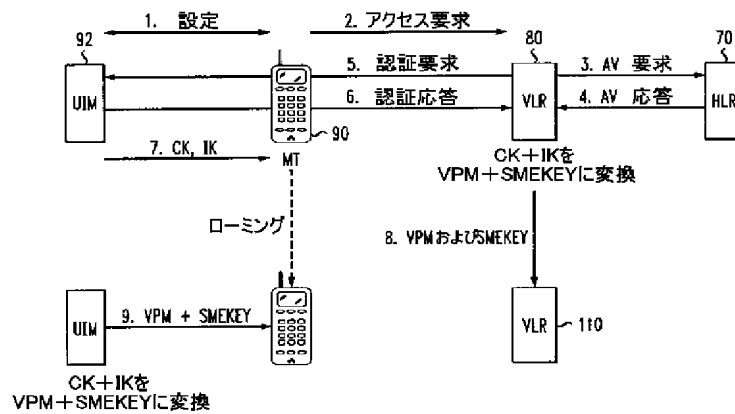 1. 設定
2. アクセス要求
92
80
70
5. 認証要求
3. AV 要求
UIM
6. 認証応答
VLR
4. AV 応答
HLR
90
7. CK, IK
MT
CK+IKを
VPM+SMEKEYに変換
ローミング
8. VPMおよびSMEKEY
9. VPM + SMEKEY
UIM
VLR
110
CK+IKを
VPM+SMEKEYに変換